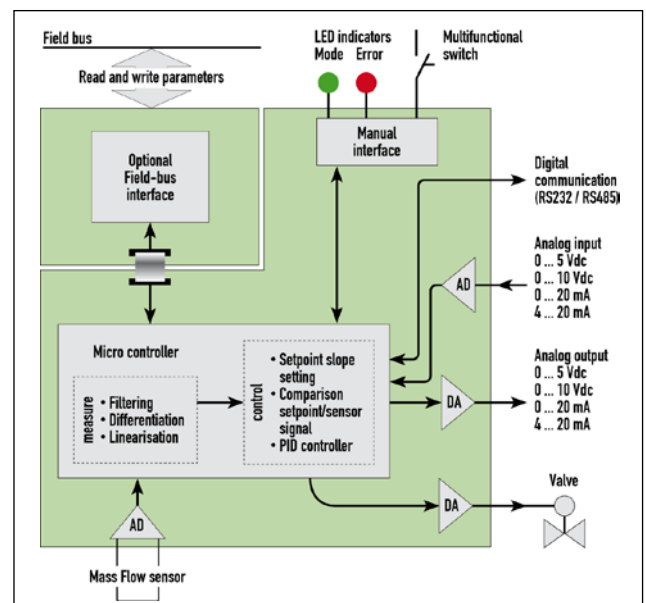 Field bus
Read and write parameters
LED indicators
Mode Error
Multifunctional
switch
Optional
Field-bus
interface
Manual
interface
Digital
communication
(RS232 / RS485)
Analog input
0 ... 5 Vdc
0 ... 10 Vdc
0 ... 20 mA
4 ... 20 mA
AD
Micro controller
measure
• Filtering
• Differentiation
• Linearisation
control
• Setpoint slope
setting
• Comparison
setpoint/sensor
signal
• PID controller
DA
Analog output
0 ... 5 Vdc
0 ... 10 Vdc
0 ... 20 mA
4 ... 20 mA
DA
Valve
AD
Mass Flow sensor